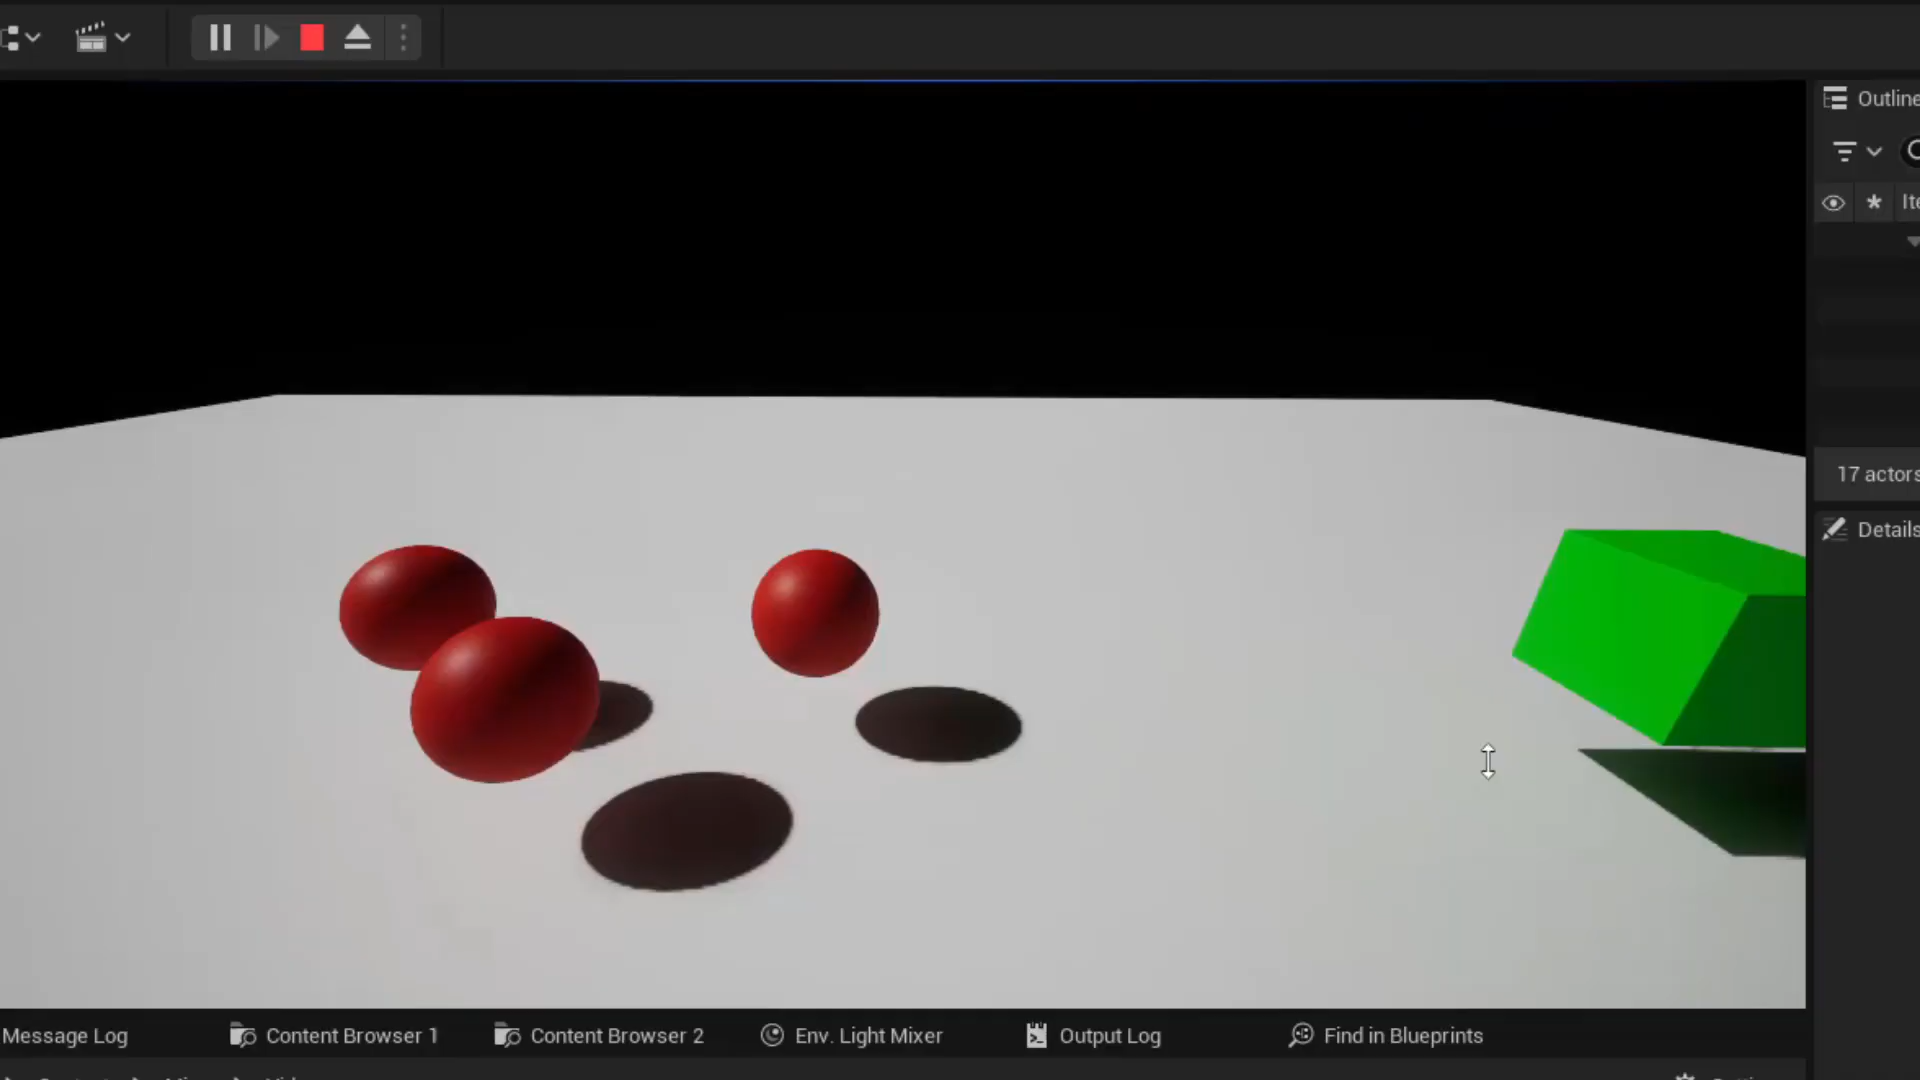 Outline
Ite
17 actors
Details
Message Log
Content Browser 1
Content Browser 2
Env. Light Mixer
Output Log
Find in Blueprints